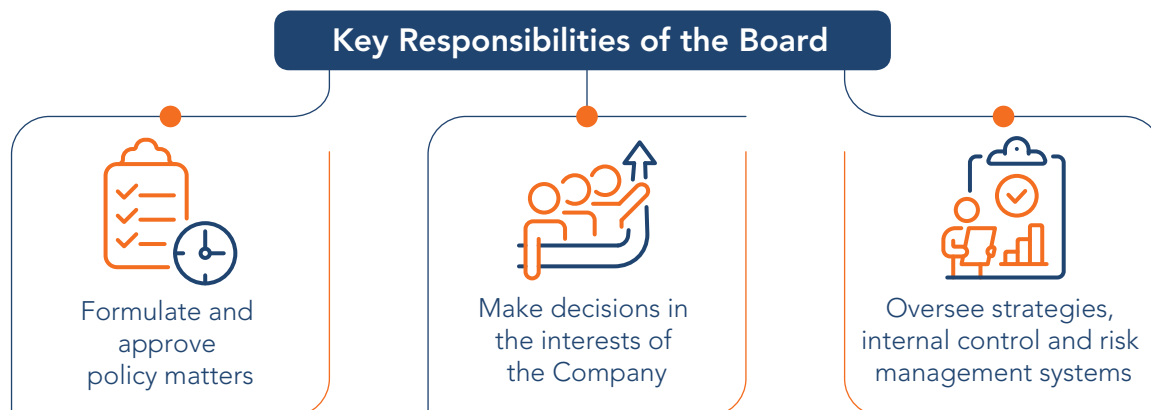 Key Responsibilities of the Board
Formulate and
approve
policy matters
Make decisions in
the interests of
the Company
Oversee strategies,
internal control and risk
management systems